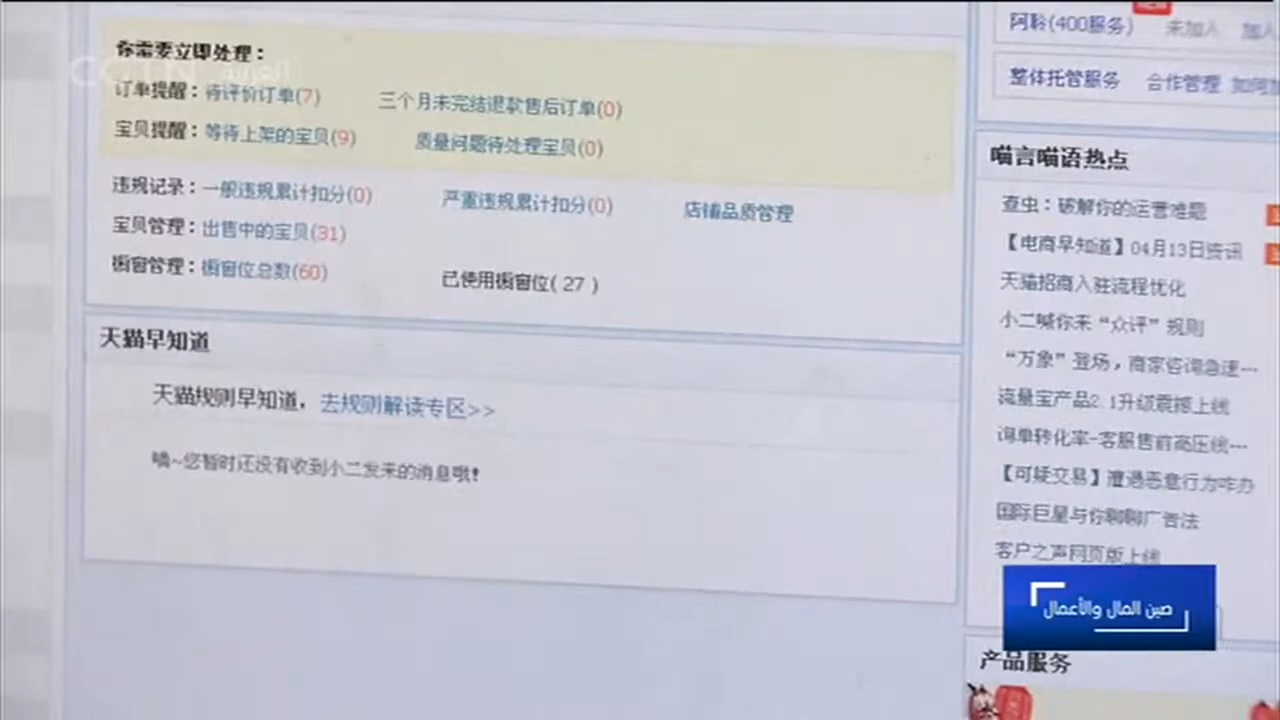 你需要立即处理：
订单提醒：待评价订单(7) 三个月未完结退款售后订单(0)
宝贝提醒：等待上架的宝贝(9) 质量问题待处理宝贝(0)
违规记录：一般违规累计扣分(0) 严重违规累计扣分(0) 店铺品质管理
宝贝管理：出售中的宝贝(31)
橱窗管理：橱窗位总数(60) 已使用橱窗位( 27 )
天猫早知道
天猫规则早知道，去规则解读专区>>
喵~您暂时还没有收到小二发来的消息哦！
阿聆(400服务) 未加入 加入
整体托管服务 合作管理 如何加
喵言喵语热点
查虫：破解你的运营难题
【电商早知道】04月13日资讯
天猫招商入驻流程优化
小二喊你来“众评”规则
“万象”登场，商家咨询急速…
流量宝产品2.1升级震撼上线
询单转化率-客服售前高压线…
【可疑交易】遭遇恶意行为咋办
国际巨星与你聊聊广告法
客户之声网页版上线
صين المال والأعمال
产品服务
CGTN العربية